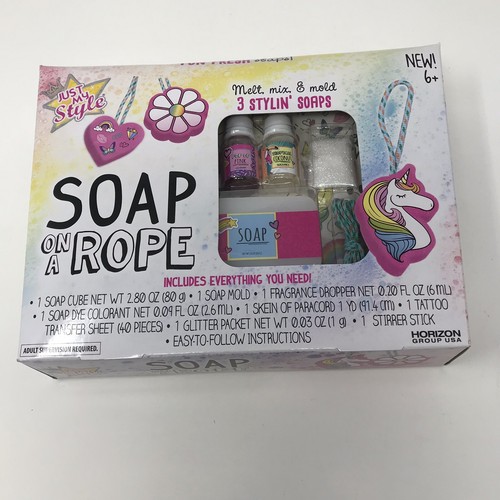 FUN FRESH soaps!
JUST MY Style
NEW!
6+
Melt, mix, & mold
3 STYLIN' SOAPS
PINK
COCONUT
SOAP
SOAP
ON A ROPE
INCLUDES EVERYTHING YOU NEED!
• 1 SOAP CUBE NET WT 2.80 OZ (80 g) • 1 SOAP MOLD • 1 FRAGRANCE DROPPER NET 0.20 FL OZ (6 mL)
• 1 SOAP DYE COLORANT NET 0.09 FL OZ (2.6 mL) • 1 SKEIN OF PARACORD 1 YD (91.4 cm) • 1 TATTOO
TRANSFER SHEET (40 PIECES) • 1 GLITTER PACKET NET WT 0.03 OZ (1 g) • 1 STIRRER STICK
• EASY-TO-FOLLOW INSTRUCTIONS
ADULT SUPERVISION REQUIRED.
HORIZON
GROUP USA
SOAP